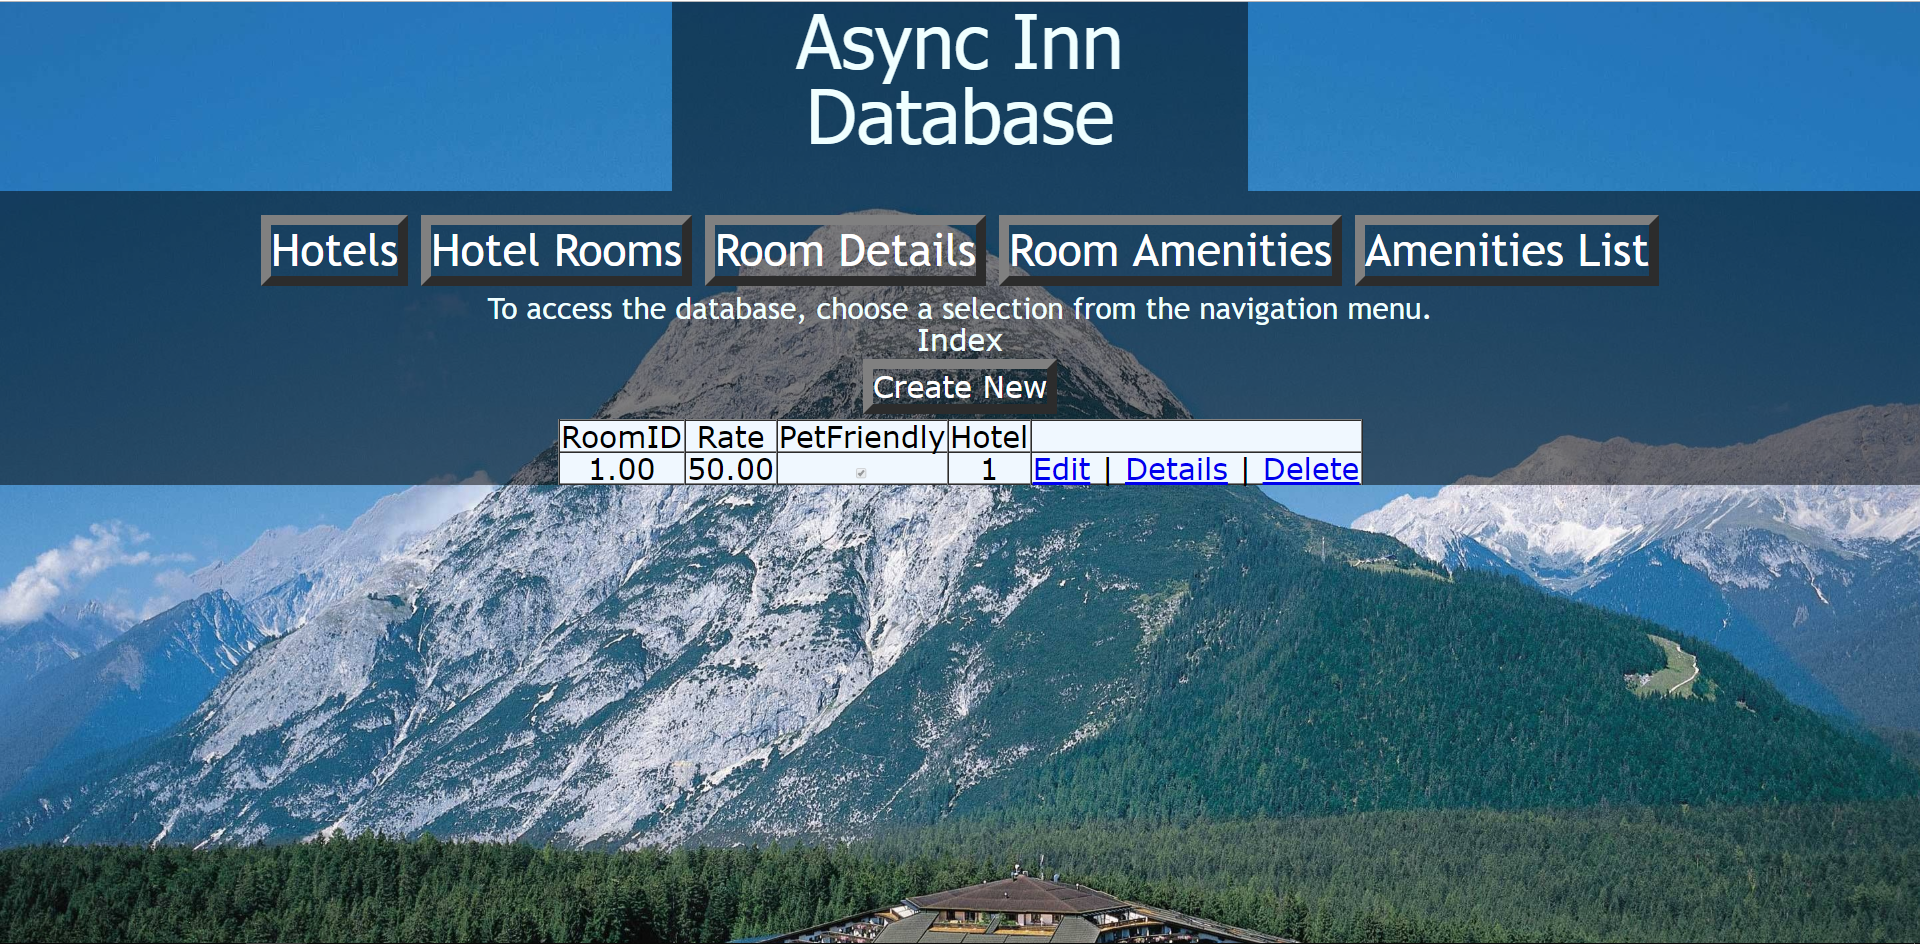 Async Inn
Database
Hotels Hotel Rooms Room Details Room Amenities Amenities List
To access the database, choose a selection from the navigation menu.
Index
Create New
RoomID Rate PetFriendly Hotel
1.00 50.00 1 Edit | Details | Delete